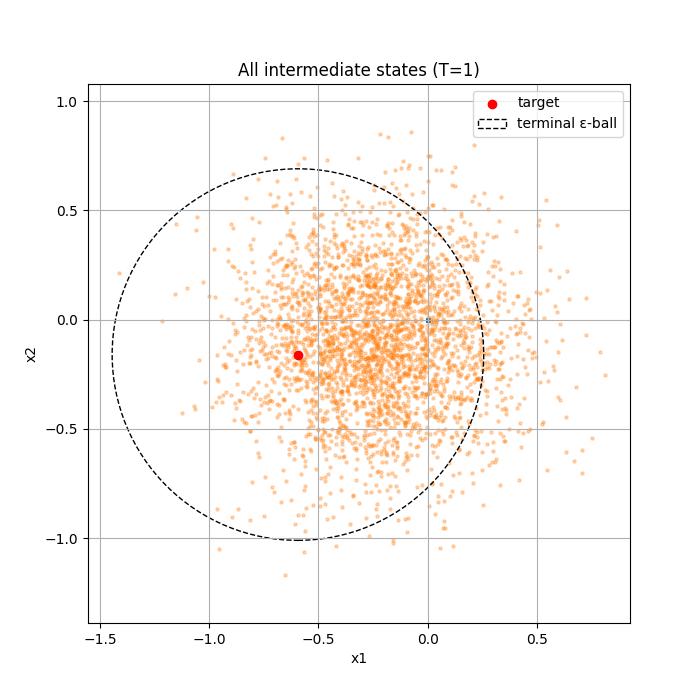 All intermediate states (T=1)
target
terminal ε-ball
1.0
0.5
0.0
−0.5
−1.0
x2
−1.5
−1.0
−0.5
0.0
0.5
x1